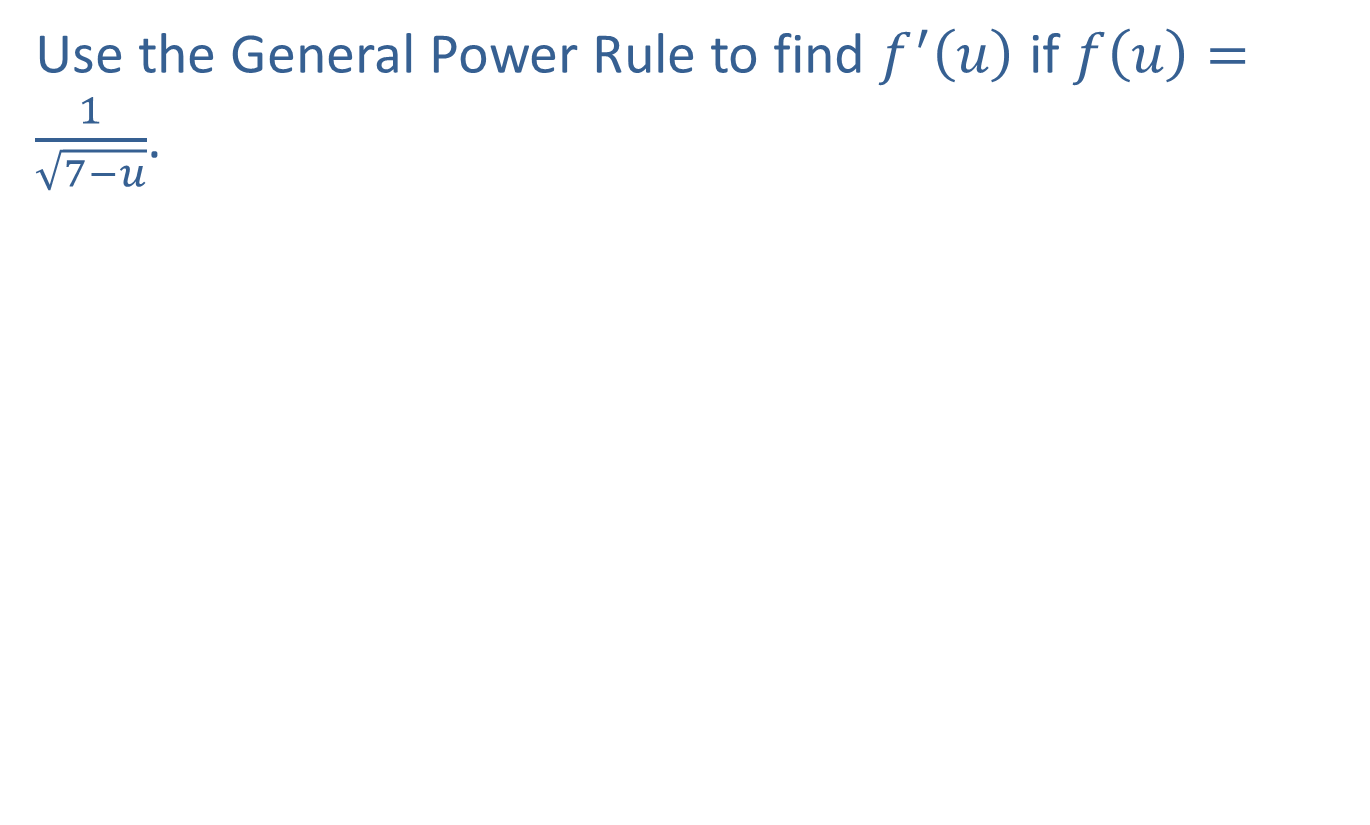 Use the General Power Rule to find f′(u) if f(u) =
1
√7−u.